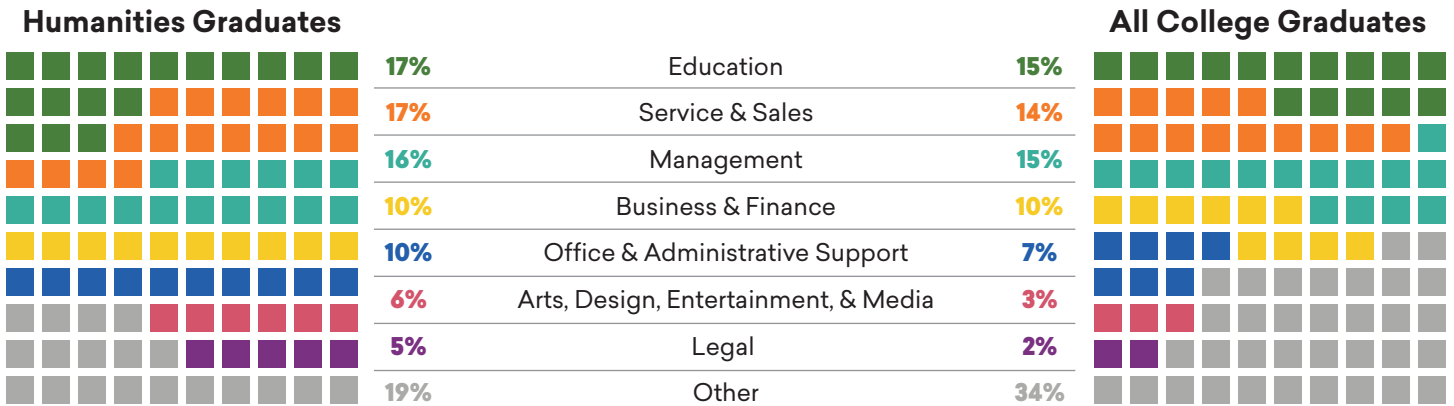 Humanities Graduates
All College Graduates
17% Education 15%
17% Service & Sales 14%
16% Management 15%
10% Business & Finance 10%
10% Office & Administrative Support 7%
6% Arts, Design, Entertainment, & Media 3%
5% Legal 2%
19% Other 34%